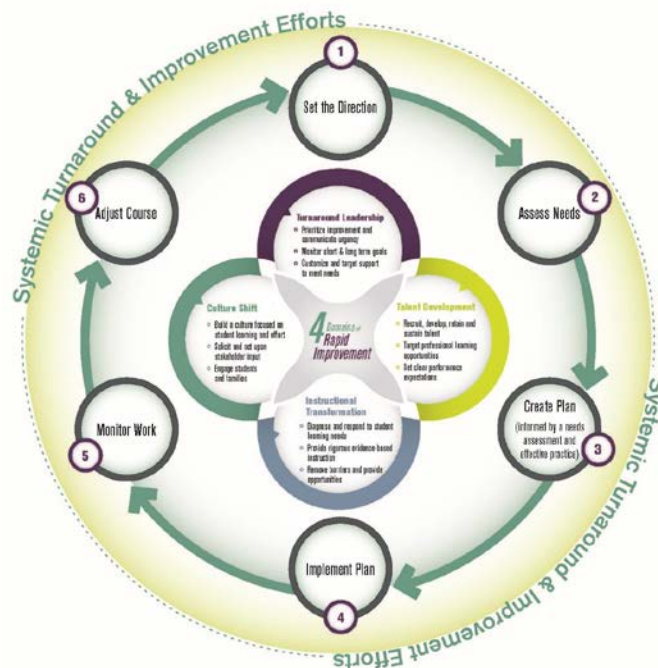 Systemic Turnaround & Improvement Efforts
1
Set the Direction
2
Assess Needs
3
Create Plan
(informed by a needs
assessment and
effective practice)
4
Implement Plan
5
Monitor Work
6
Adjust Course
Turnaround Leadership
Prioritize improvement and
communicate urgency
Monitor short & long term goals
Customize and target support
to meet needs
Talent Development
Recruit, develop, retain and
sustain talent
Target professional learning
opportunities
Set clear performance
expectations
Instructional
Transformation
Diagnose and respond to student
learning needs
Provide rigorous evidence-based
instruction
Remove barriers and provide
opportunities
Culture Shift
Build a culture focused on
student learning and effort
Solicit and act upon
stakeholder input
Engage students
and families
4 Domains of
Rapid
Improvement
Systemic Turnaround & Improvement Efforts